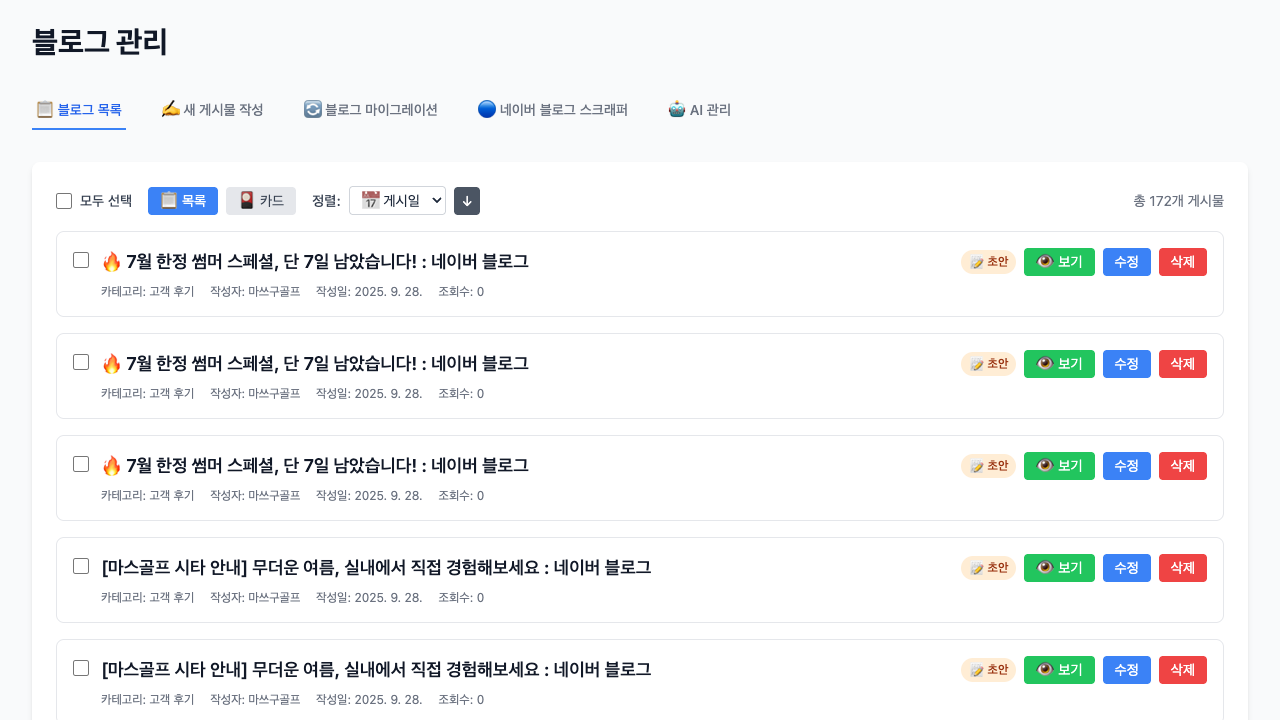 블로그 관리
📋 블로그 목록 ✍️ 새 게시물 작성 🔄 블로그 마이그레이션 🔵 네이버 블로그 스크래퍼 🤖 AI 관리
모두 선택 📋 목록 🎴 카드 정렬: 📅 게시일 ↓ 총 172개 게시물
🔥 7월 한정 썸머 스페셜, 단 7일 남았습니다! : 네이버 블로그 📝 초안 👁️ 보기 수정 삭제
카테고리: 고객 후기 작성자: 마쓰구골프 작성일: 2025. 9. 28. 조회수: 0
🔥 7월 한정 썸머 스페셜, 단 7일 남았습니다! : 네이버 블로그 📝 초안 👁️ 보기 수정 삭제
카테고리: 고객 후기 작성자: 마쓰구골프 작성일: 2025. 9. 28. 조회수: 0
🔥 7월 한정 썸머 스페셜, 단 7일 남았습니다! : 네이버 블로그 📝 초안 👁️ 보기 수정 삭제
카테고리: 고객 후기 작성자: 마쓰구골프 작성일: 2025. 9. 28. 조회수: 0
[마스골프 시타 안내] 무더운 여름, 실내에서 직접 경험해보세요 : 네이버 블로그 📝 초안 👁️ 보기 수정 삭제
카테고리: 고객 후기 작성자: 마쓰구골프 작성일: 2025. 9. 28. 조회수: 0
[마스골프 시타 안내] 무더운 여름, 실내에서 직접 경험해보세요 : 네이버 블로그 📝 초안 👁️ 보기 수정 삭제
카테고리: 고객 후기 작성자: 마쓰구골프 작성일: 2025. 9. 28. 조회수: 0